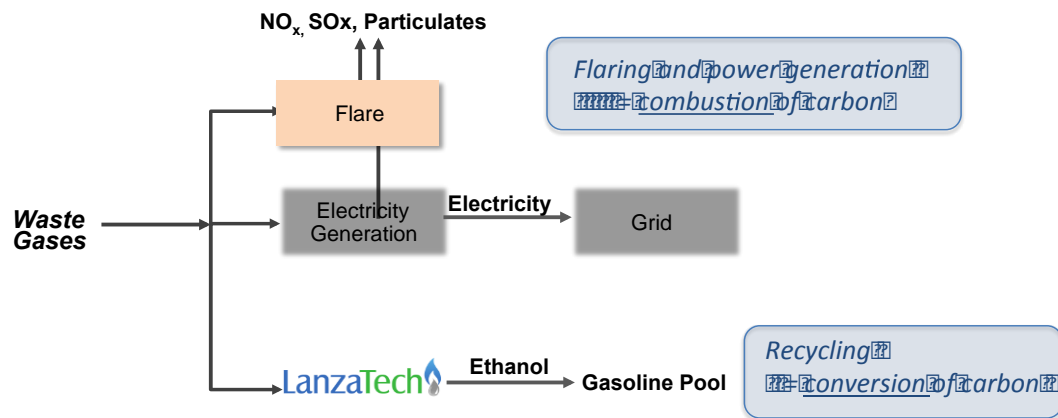 NOx, SOx, Particulates
Flaring and power generation
= combustion of carbon
Flare
Waste
Gases
Electricity
Generation
Electricity
Grid
LanzaTech
Ethanol
Gasoline Pool
Recycling
= conversion of carbon